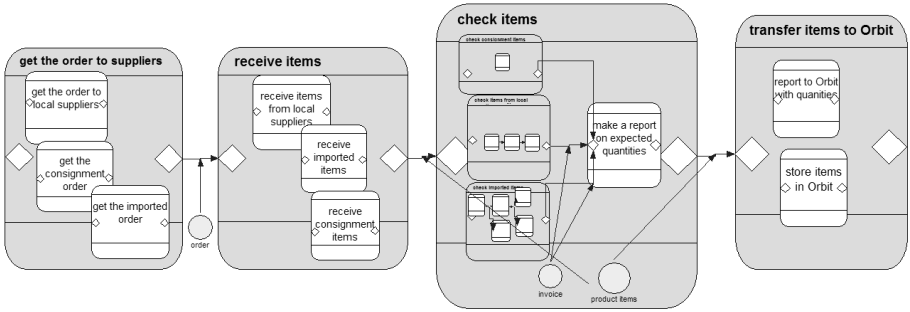 get the order to suppliers
get the order to
local suppliers
get the
consignment
order
get the imported
order
order
receive items
receive items
from local
suppliers
receive
imported
items
receive
consignment
items
check items
check consignment items
check items from local
check imported items
make a report
on expected
quantities
invoice
product items
transfer items to Orbit
report to Orbit
with quanities
store items
in Orbit